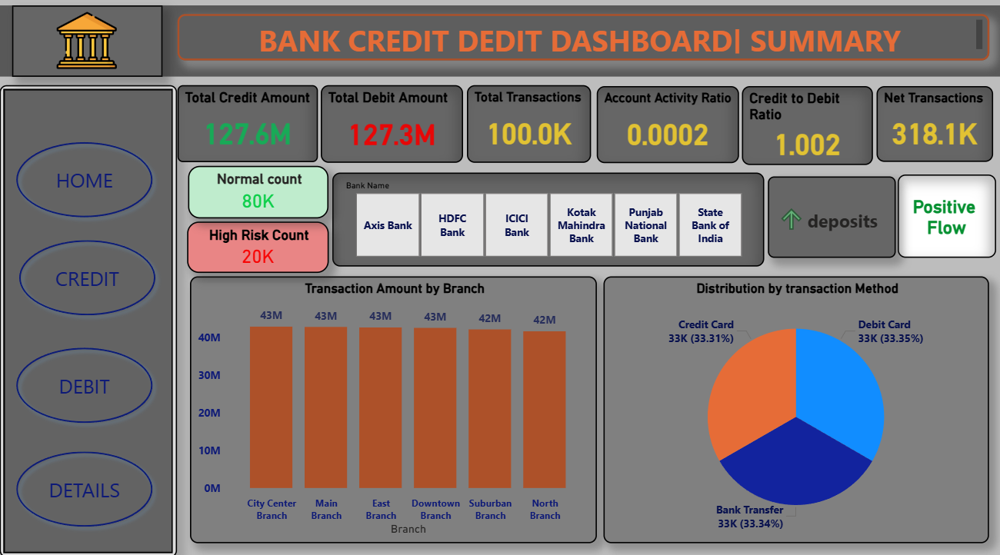 BANK CREDIT DEDIT DASHBOARD| SUMMARY
HOME
CREDIT
DEBIT
DETAILS
Total Credit Amount
127.6M
Total Debit Amount
127.3M
Total Transactions
100.0K
Account Activity Ratio
0.0002
Credit to Debit
Ratio
1.002
Net Transactions
318.1K
Normal count
80K
High Risk Count
20K
Bank Name
Axis Bank
HDFC
Bank
ICICI
Bank
Kotak
Mahindra
Bank
Punjab
National
Bank
State
Bank of
India
deposits
Positive
Flow
Transaction Amount by Branch
43M
43M
43M
43M
42M
42M
40M
30M
20M
10M
0M
City Center
Branch
Main
Branch
East
Branch
Downtown
Branch
Suburban
Branch
North
Branch
Branch
Distribution by transaction Method
Credit Card
33K (33.31%)
Debit Card
33K (33.35%)
Bank Transfer
33K (33.34%)